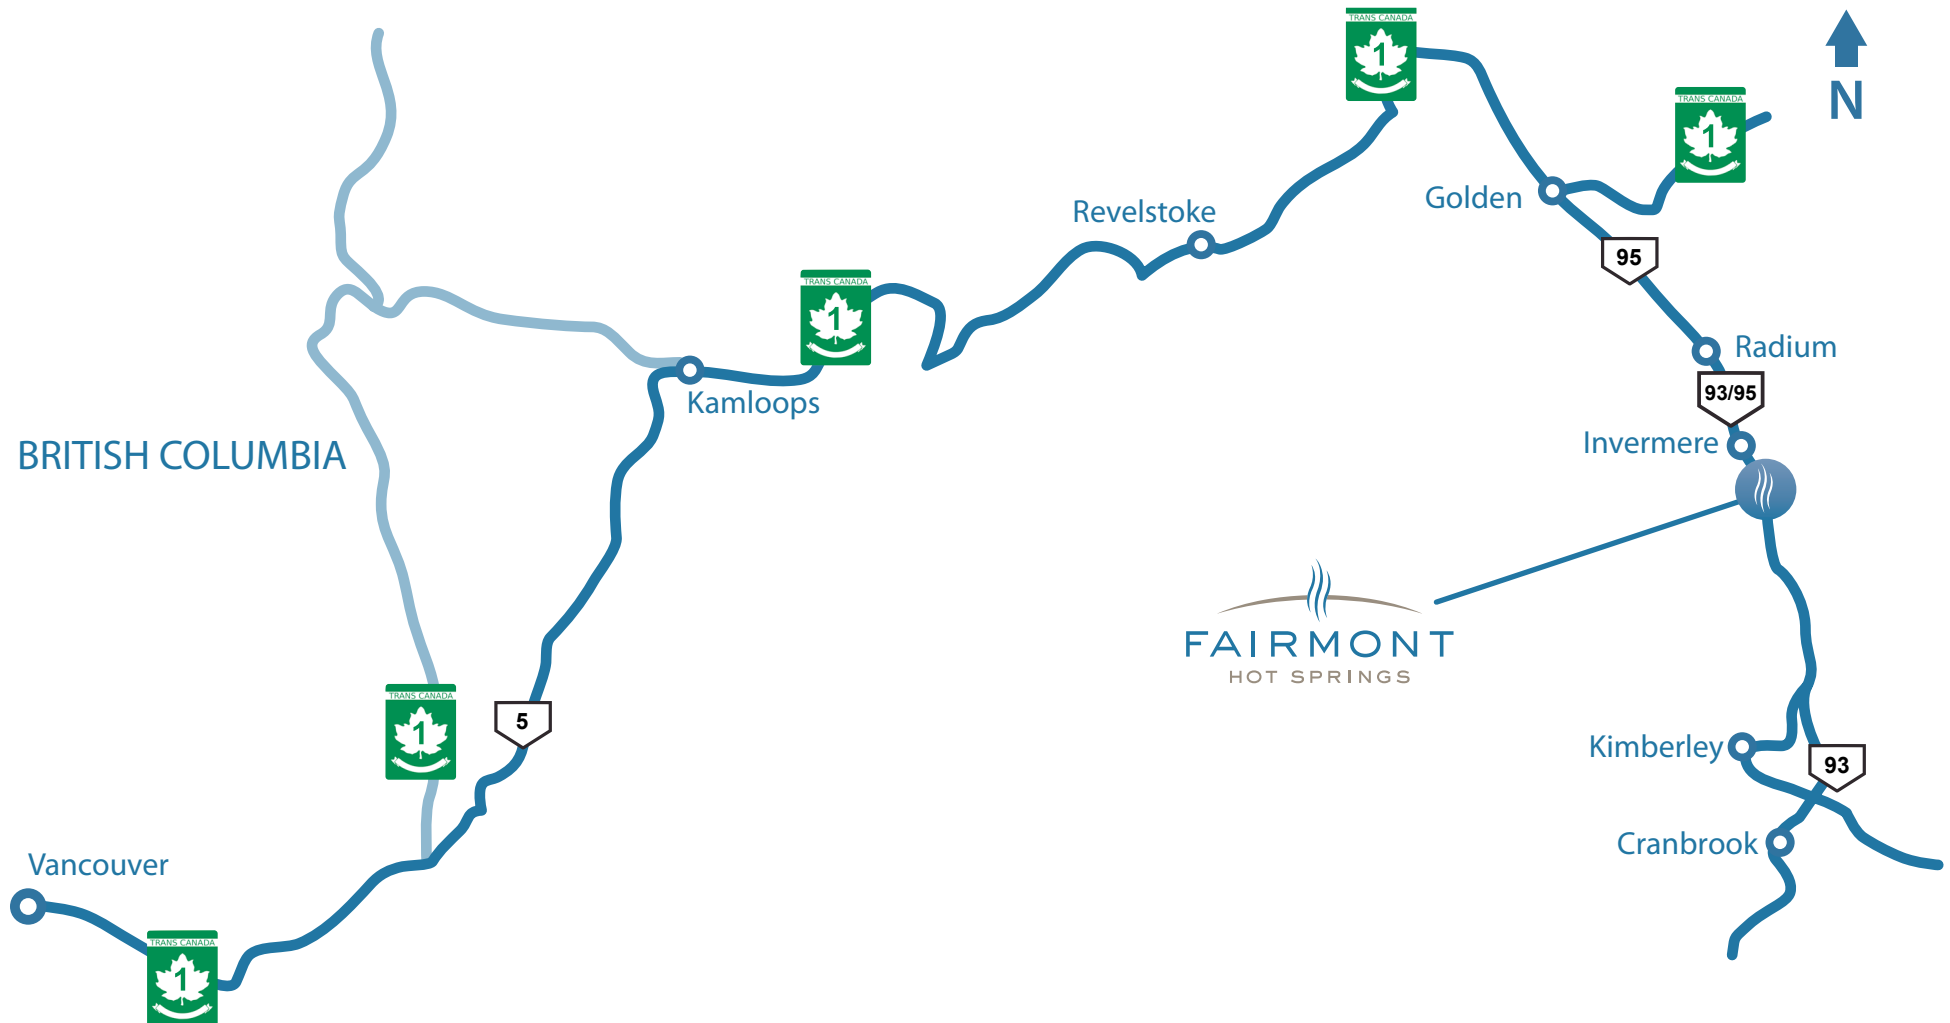 TRANS CANADA
1
N
TRANS CANADA
1
Golden
Revelstoke
95
TRANS CANADA
1
Radium
93/95
Kamloops
Invermere
BRITISH COLUMBIA
FAIRMONT
HOT SPRINGS
TRANS CANADA
1
5
Kimberley
93
Cranbrook
Vancouver
TRANS CANADA
1